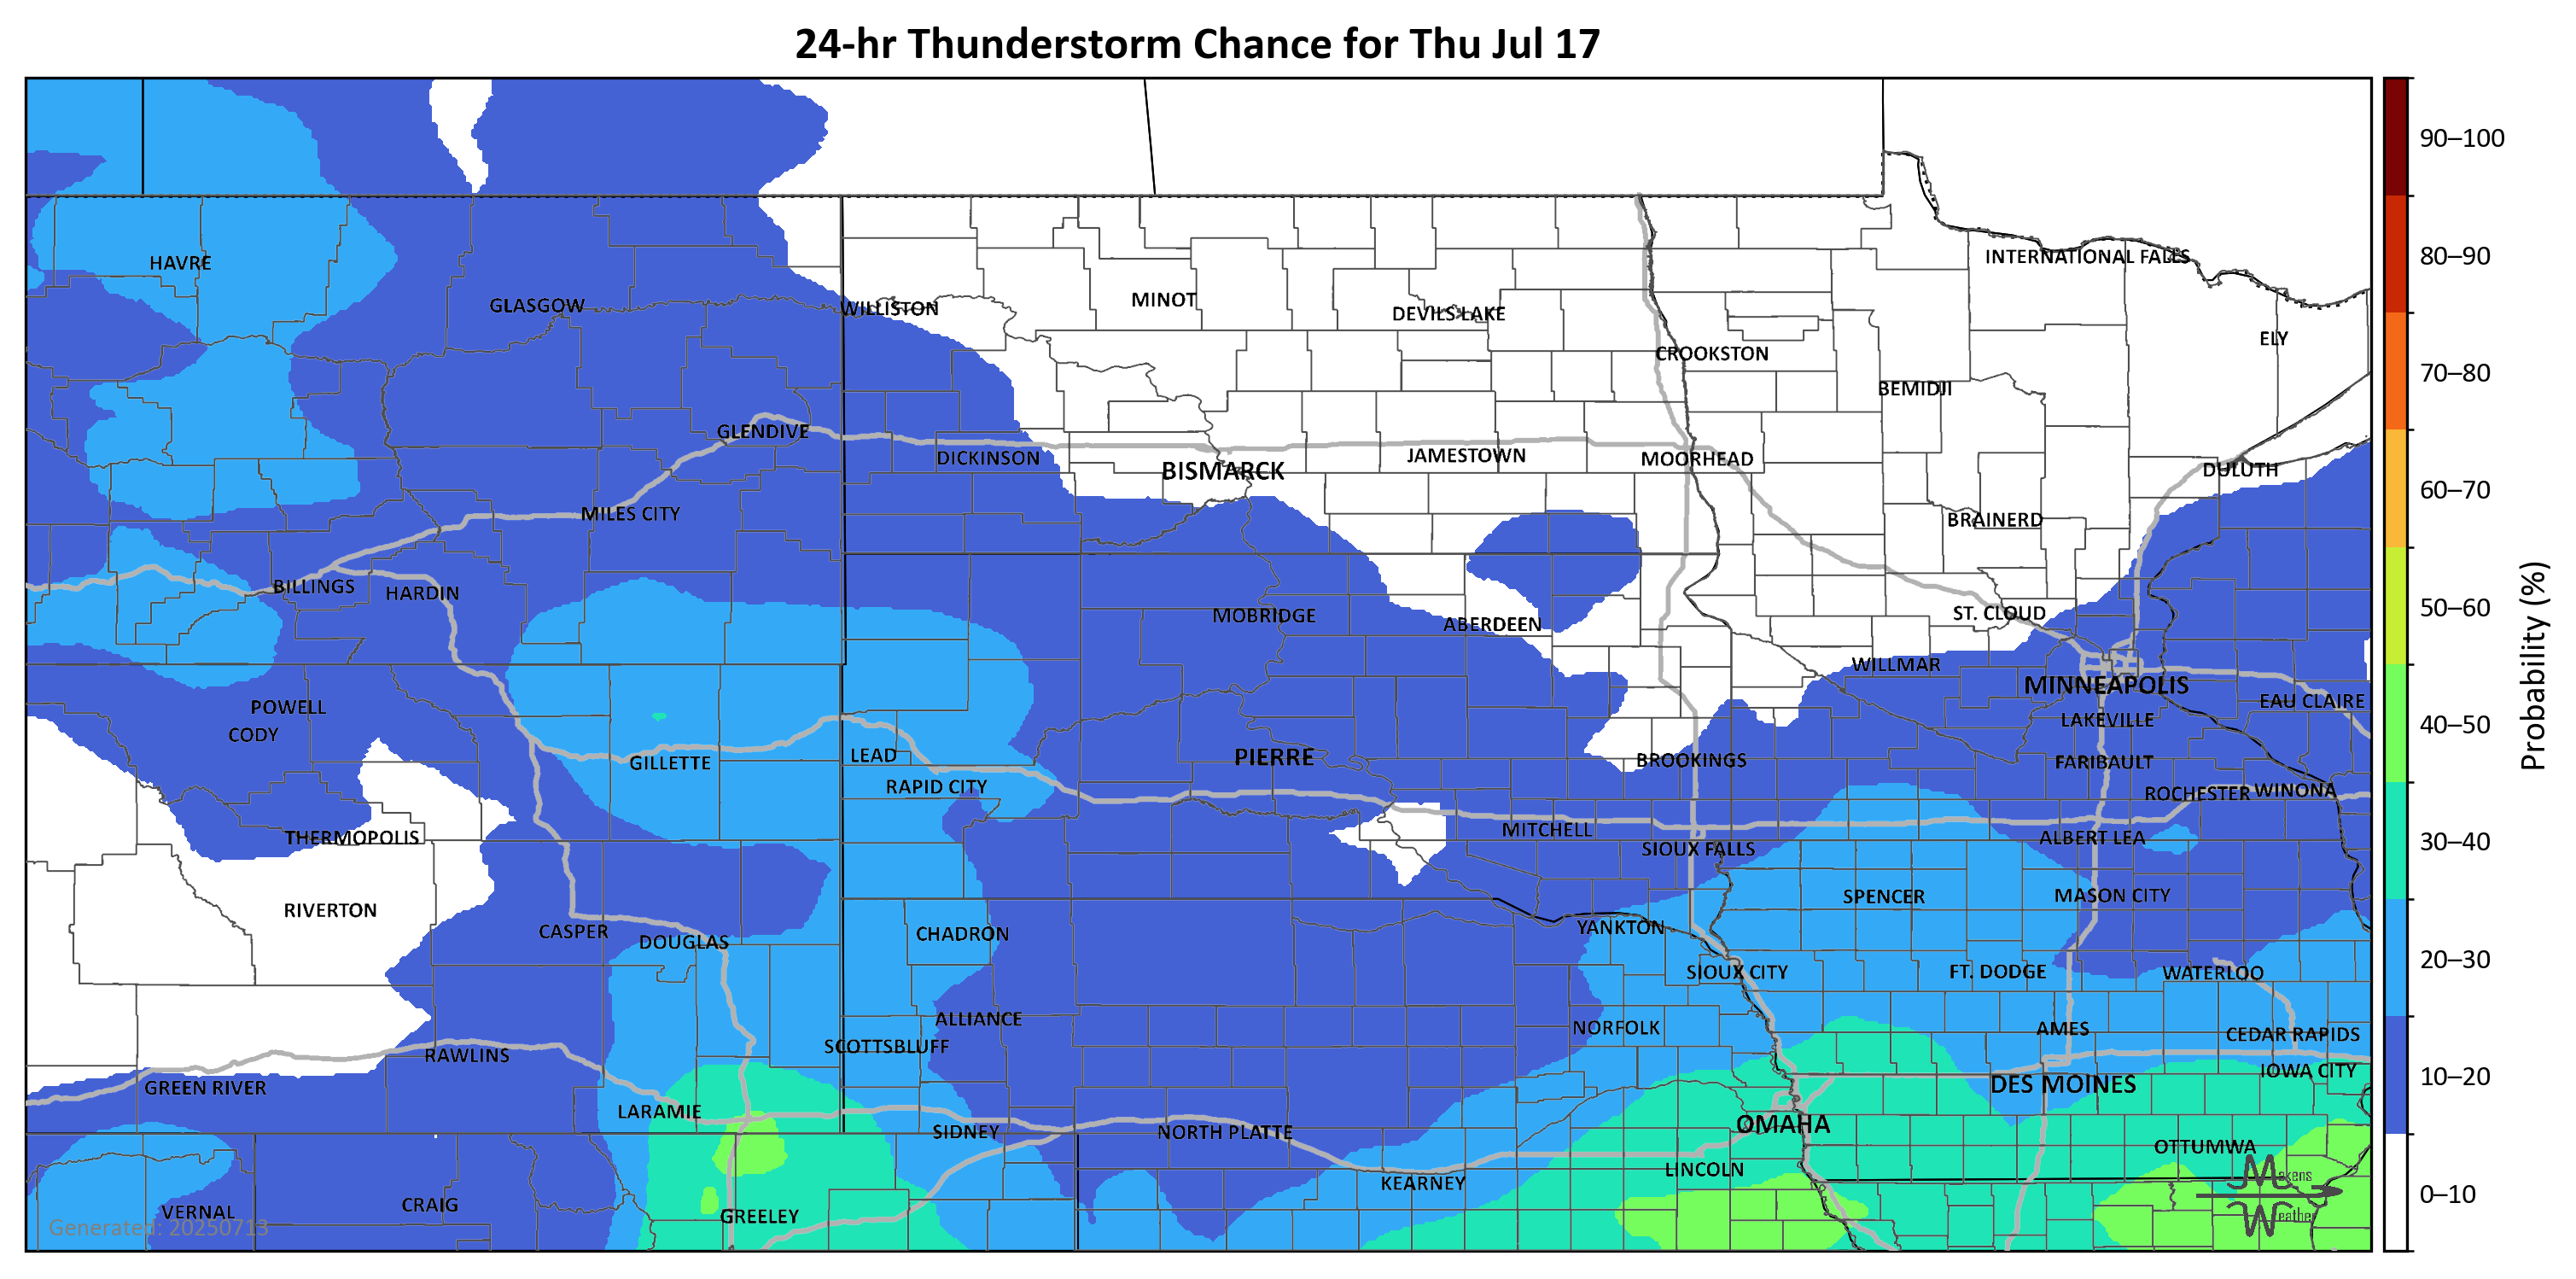 24-hr Thunderstorm Chance for Thu Jul 17
90–100
80–90
INTERNATIONAL FALLS
HAVRE
MINOT
GLASGOW
WILLISTON
DEVILS LAKE
ELY
CROOKSTON
70–80
BEMIDJI
GLENDIVE
DICKINSON
JAMESTOWN
MOORHEAD
BISMARCK
DULUTH
60–70
MILES CITY
BRAINERD
BILLINGS
HARDIN
50–60
MOBRIDGE
ABERDEEN
ST. CLOUD
WILLMAR
MINNEAPOLIS
Probability (%)
POWELL
EAU CLAIRE
LAKEVILLE
40–50
CODY
LEAD
PIERRE
BROOKINGS
GILLETTE
FARIBAULT
RAPID CITY
ROCHESTER
WINONA
MITCHELL
THERMOPOLIS
ALBERT LEA
30–40
SIOUX FALLS
SPENCER
MASON CITY
RIVERTON
YANKTON
CASPER
DOUGLAS
CHADRON
20–30
SIOUX CITY
FT. DODGE
WATERLOO
ALLIANCE
NORFOLK
AMES
CEDAR RAPIDS
SCOTTSBLUFF
RAWLINS
IOWA CITY
10–20
GREEN RIVER
DES MOINES
LARAMIE
OMAHA
SIDNEY
NORTH PLATTE
OTTUMWA
LINCOLN
Makens
KEARNEY
0–10
CRAIG
VERNAL
GREELEY
Weather
Generated: 20250713